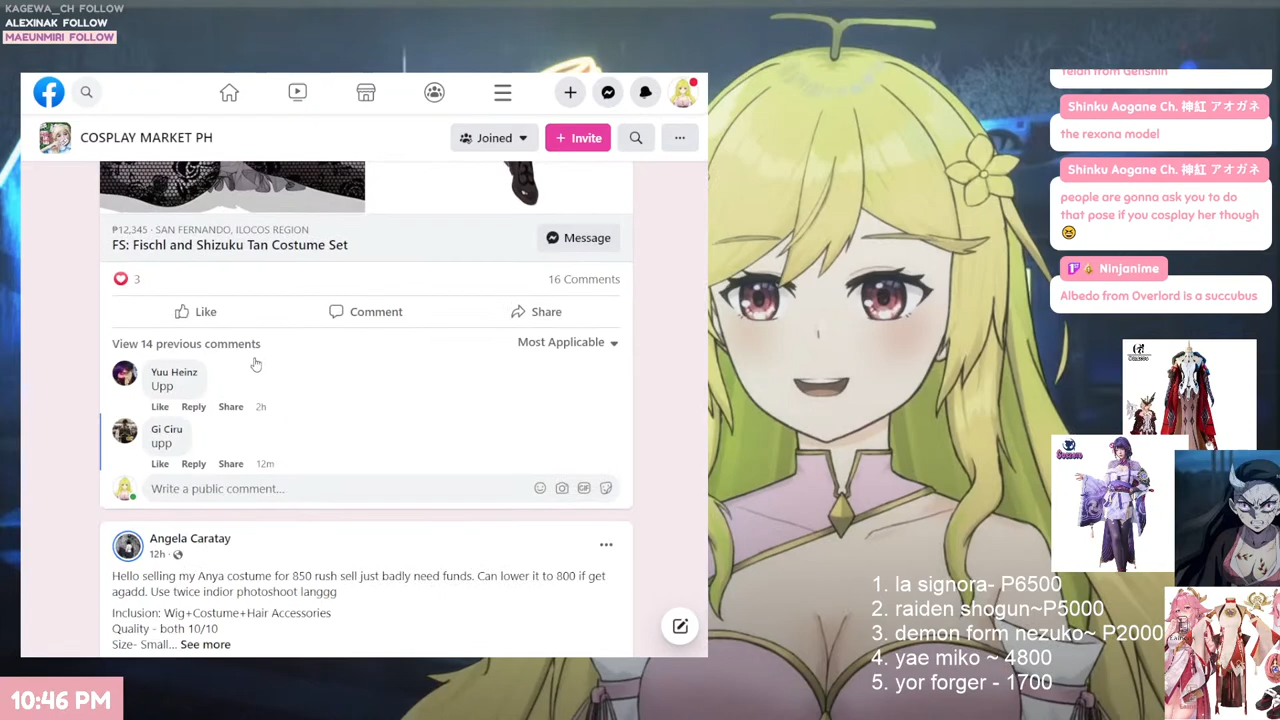 KAGEWA_CH FOLLOW
ALEXINAK FOLLOW
MAEUNMIRI FOLLOW
COSPLAY MARKET PH
Joined
+ Invite
₱12,345 · SAN FERNANDO, ILOCOS REGION
FS: Fischl and Shizuku Tan Costume Set
Message
3
16 Comments
Like
Comment
Share
View 14 previous comments
Most Applicable
Yuu Heinz
Upp
Like Reply Share 2h
Gi Ciru
upp
Like Reply Share 12m
Write a public comment...
Angela Caratay
12h ·
Hello selling my Anya costume for 850 rush sell just badly need funds. Can lower it to 800 if get
agadd. Use twice indior photoshoot langgg
Inclusion: Wig+Costume+Hair Accessories
Quality - both 10/10
Size- Small... See more
10:46 PM
Yelan from Genshin
Shinku Aogane Ch. 神紅 アオガネ
the rexona model
Shinku Aogane Ch. 神紅 アオガネ
people are gonna ask you to do
that pose if you cosplay her though
Ninjanime
Albedo from Overlord is a succubus
1. la signora- P6500
2. raiden shogun~P5000
3. demon form nezuko~ P2000
4. yae miko ~ 4800
5. yor forger - 1700